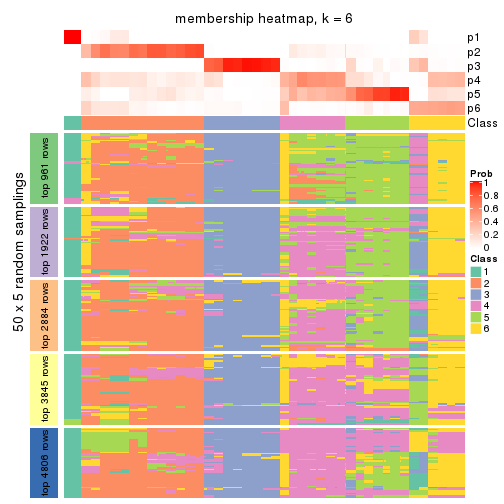 membership heatmap, k = 6
p1
p2
p3
p4
p5
p6
Class
50 x 5 random samplings
top 961 rows
top 1922 rows
top 2884 rows
top 3845 rows
top 4806 rows
Prob
1
0.8
0.6
0.4
0.2
0
Class
1
2
3
4
5
6